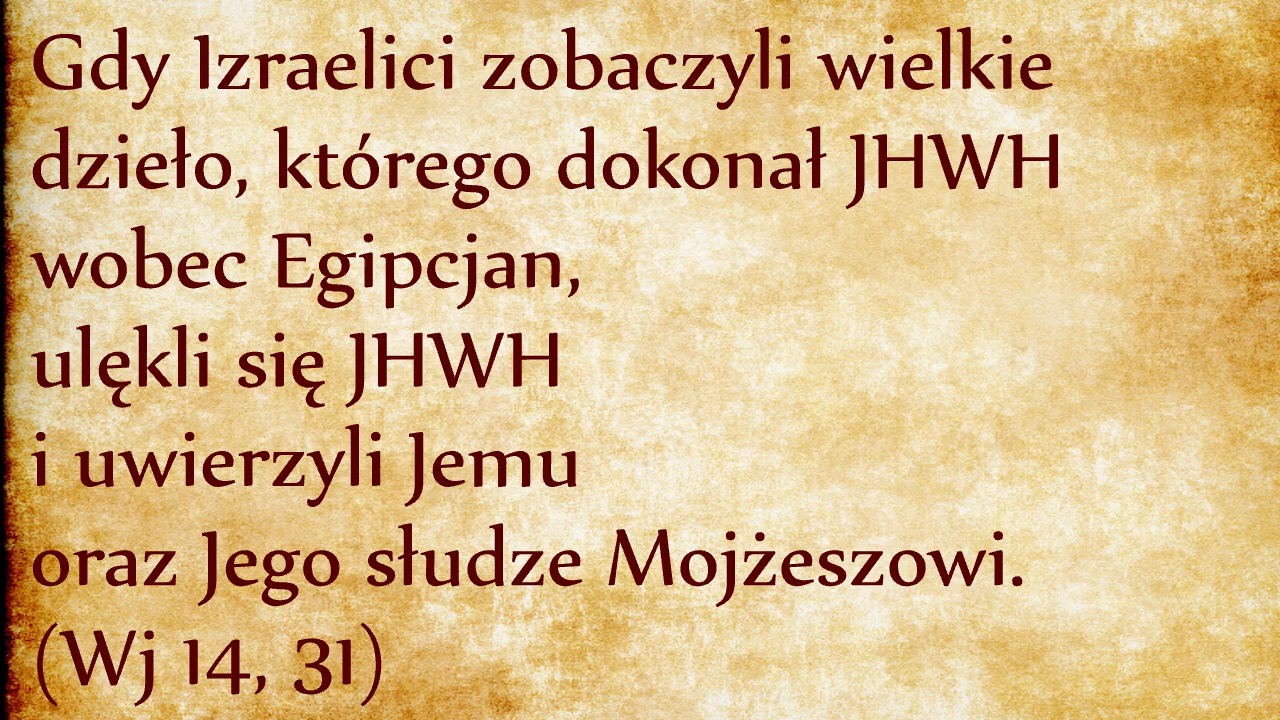 Gdy Izraelici zobaczyli wielkie
dzieło, którego dokonał JHWH
wobec Egipcjan,
ulękli się JHWH
i uwierzyli Jemu
oraz Jego słudze Mojżeszowi.
(Wj 14, 31)